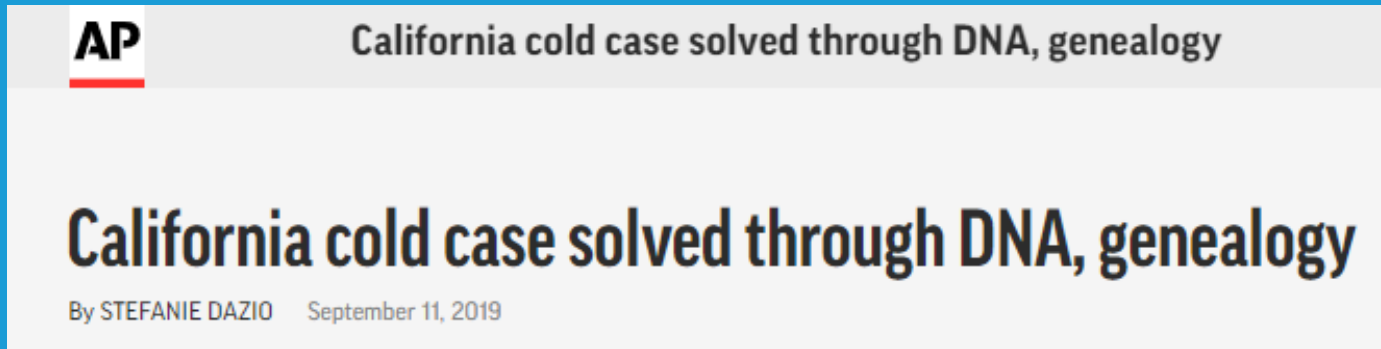 AP California cold case solved through DNA, genealogy
California cold case solved through DNA, genealogy
By STEFANIE DAZIO September 11, 2019